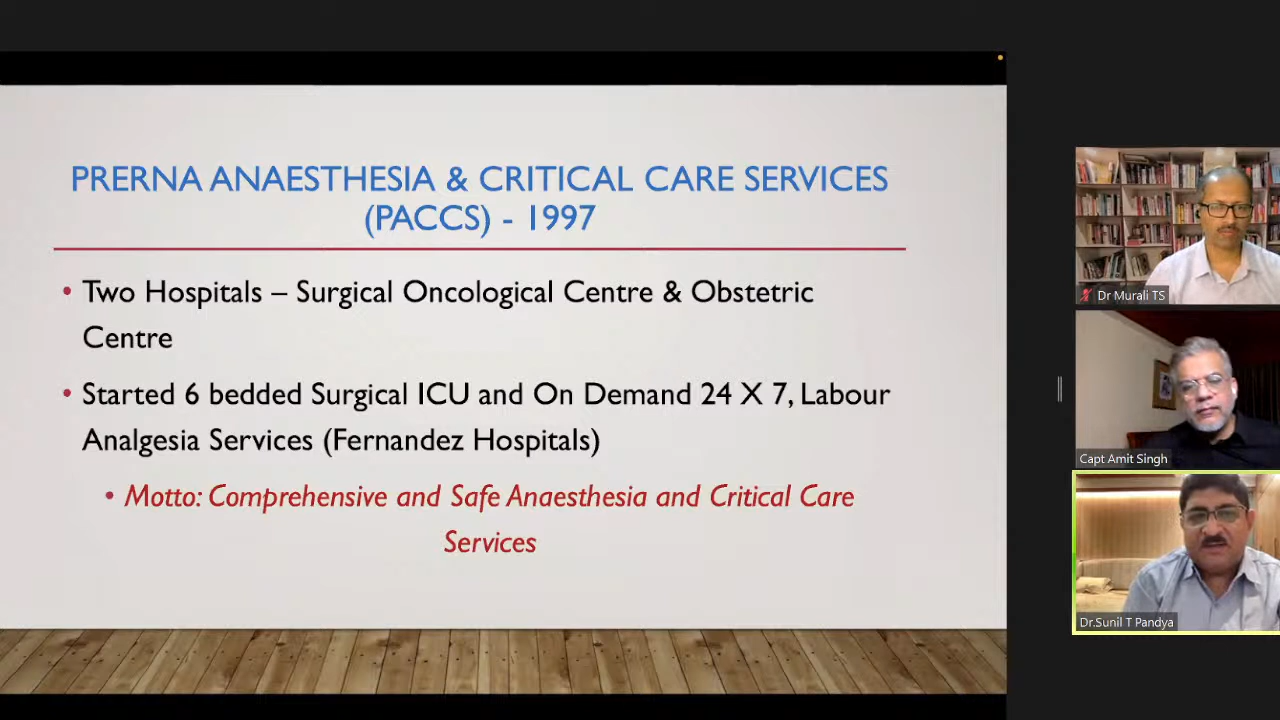 PRERNA ANAESTHESIA & CRITICAL CARE SERVICES
(PACCS) - 1997
• Two Hospitals – Surgical Oncological Centre & Obstetric
Centre
• Started 6 bedded Surgical ICU and On Demand 24 X 7, Labour
Analgesia Services (Fernandez Hospitals)
• Motto: Comprehensive and Safe Anaesthesia and Critical Care
Services
Dr Murali TS
Capt Amit Singh
Dr.Sunil T Pandya